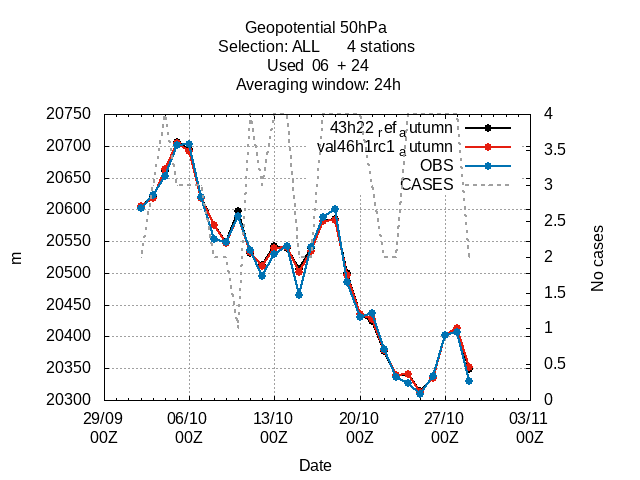 Geopotential 50hPa
Selection: ALL 4 stations
Used 06 + 24
Averaging window: 24h
43h22_ref_autumn
val46h1rc1_autumn
OBS
CASES
20750
20700
20650
20600
20550
20500
20450
20400
20350
20300
4
3.5
3
2.5
2
1.5
1
0.5
0
m
No cases
29/09 06/10 13/10 20/10 27/10 03/11
00Z 00Z 00Z 00Z 00Z 00Z
Date